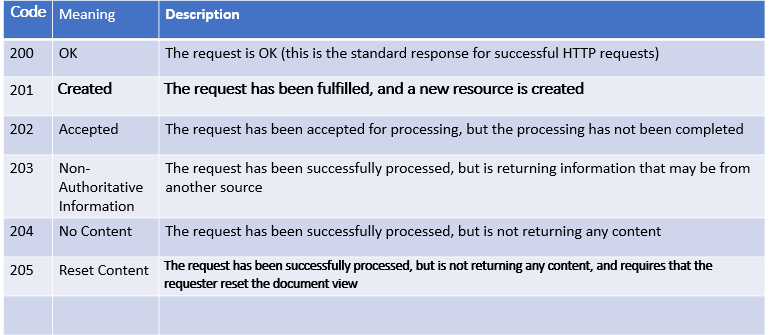 Code Meaning Description
200 OK The request is OK (this is the standard response for successful HTTP requests)
201 Created The request has been fulfilled, and a new resource is created
202 Accepted The request has been accepted for processing, but the processing has not been completed
203 Non- The request has been successfully processed, but is returning information that may be from
Authoritative another source
Information
204 No Content The request has been successfully processed, but is not returning any content
205 Reset Content The request has been successfully processed, but is not returning any content, and requires that the
requester reset the document view